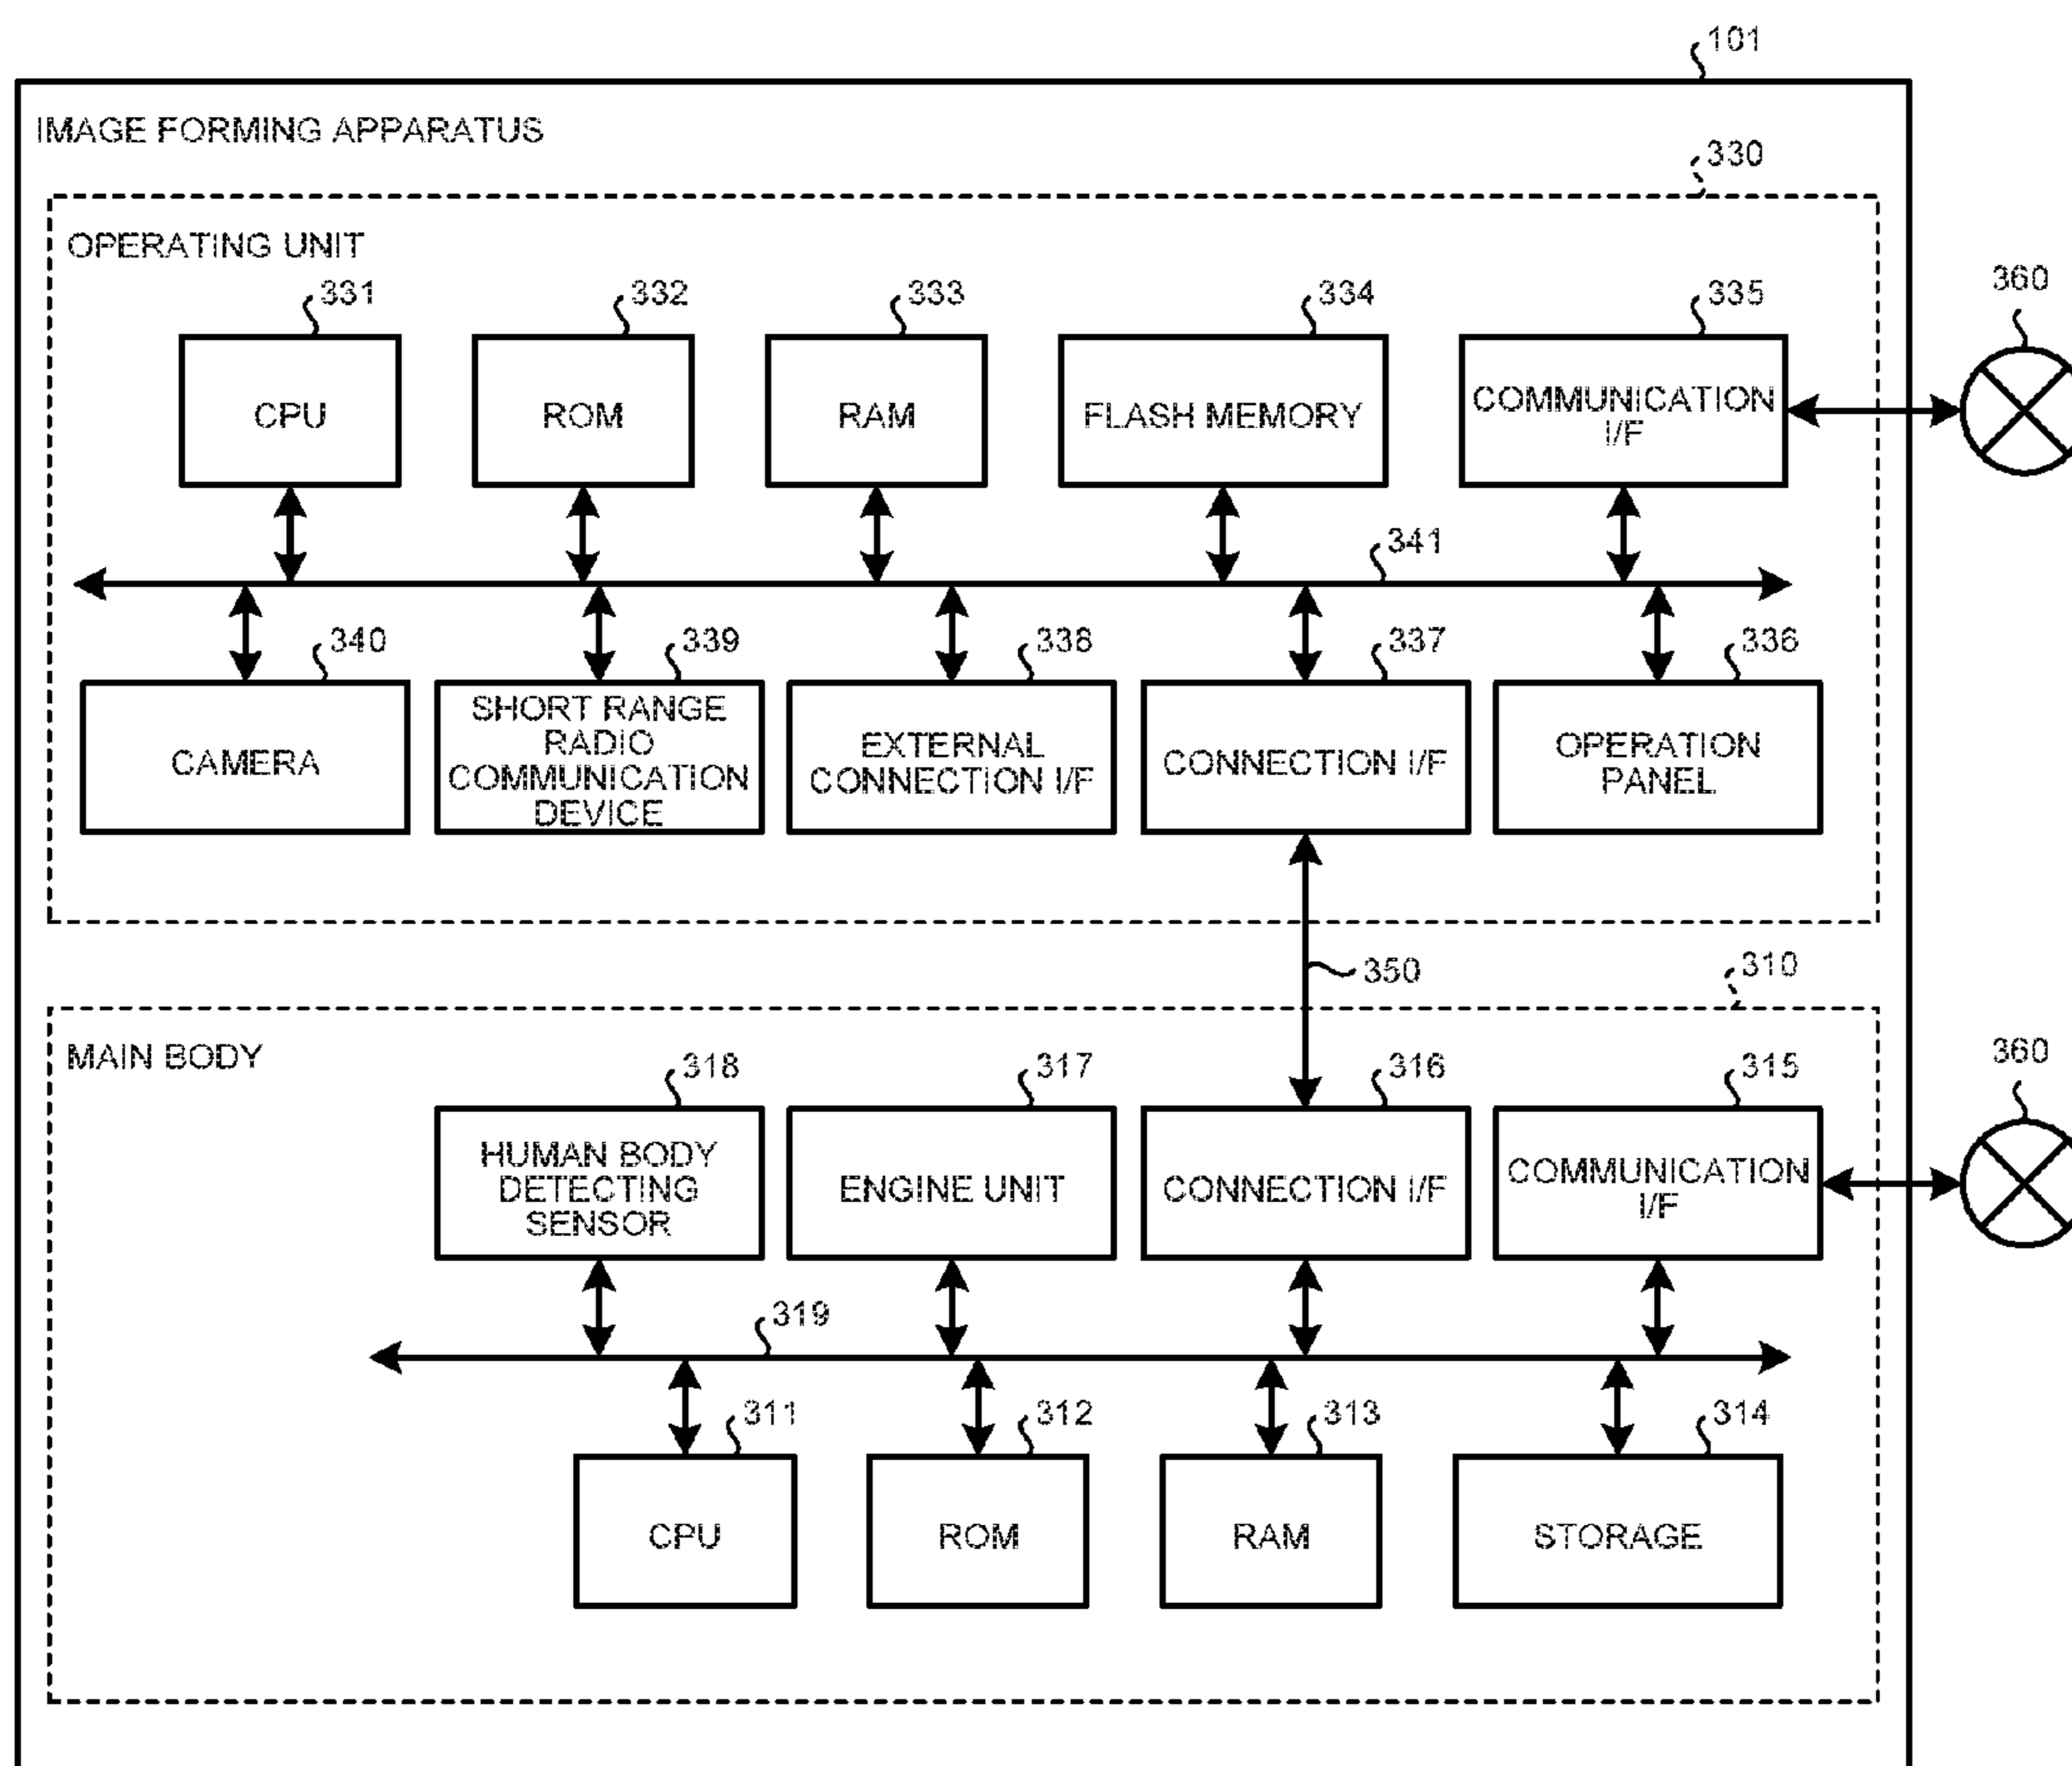 101
IMAGE FORMING APPARATUS
330
OPERATING UNIT
331
332
333
334
335
360
CPU
ROM
RAM
FLASH MEMORY
COMMUNICATION
I/F
341
340
339
338
337
336
CAMERA
SHORT RANGE
RADIO
COMMUNICATION
DEVICE
EXTERNAL
CONNECTION I/F
CONNECTION I/F
OPERATION
PANEL
350
310
MAIN BODY
318
317
316
315
360
HUMAN BODY
DETECTING
SENSOR
ENGINE UNIT
CONNECTION I/F
COMMUNICATION
I/F
319
311
312
313
314
CPU
ROM
RAM
STORAGE